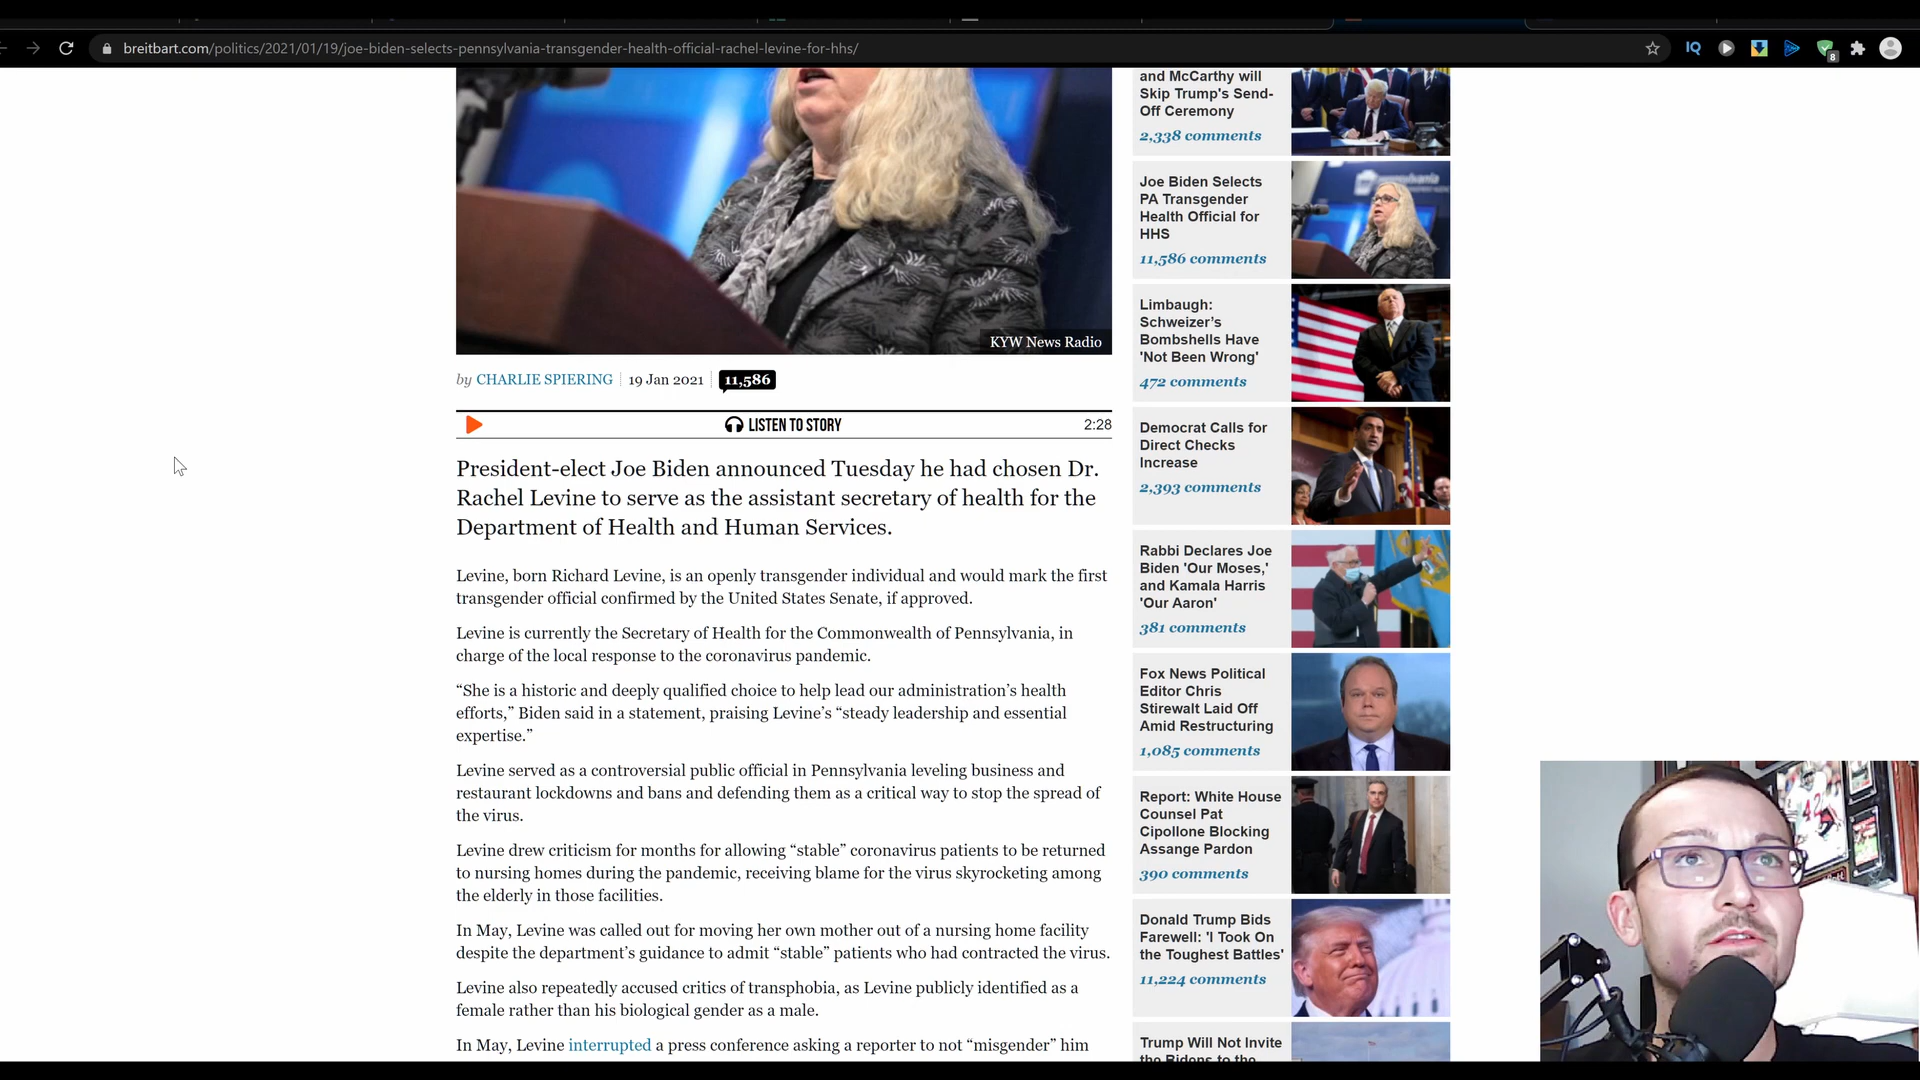 breitbart.com/politics/2021/01/19/joe-biden-selects-pennsylvania-transgender-health-official-rachel-levine-for-hhs/
IQ
8
KYW News Radio
by CHARLIE SPIERING 19 Jan 2021 11,586
LISTEN TO STORY
2:28
President-elect Joe Biden announced Tuesday he had chosen Dr.
Rachel Levine to serve as the assistant secretary of health for the
Department of Health and Human Services.
Levine, born Richard Levine, is an openly transgender individual and would mark the first
transgender official confirmed by the United States Senate, if approved.
Levine is currently the Secretary of Health for the Commonwealth of Pennsylvania, in
charge of the local response to the coronavirus pandemic.
“She is a historic and deeply qualified choice to help lead our administration’s health
efforts,” Biden said in a statement, praising Levine’s “steady leadership and essential
expertise.”
Levine served as a controversial public official in Pennsylvania leveling business and
restaurant lockdowns and bans and defending them as a critical way to stop the spread of
the virus.
Levine drew criticism for months for allowing “stable” coronavirus patients to be returned
to nursing homes during the pandemic, receiving blame for the virus skyrocketing among
the elderly in those facilities.
In May, Levine was called out for moving her own mother out of a nursing home facility
despite the department’s guidance to admit “stable” patients who had contracted the virus.
Levine also repeatedly accused critics of transphobia, as Levine publicly identified as a
female rather than his biological gender as a male.
In May, Levine interrupted a press conference asking a reporter to not “misgender” him
and McCarthy will
Skip Trump's Send-
Off Ceremony
2,338 comments
Joe Biden Selects
PA Transgender
Health Official for
HHS
11,586 comments
pennsylvania
Limbaugh:
Schweizer’s
Bombshells Have
'Not Been Wrong'
472 comments
Democrat Calls for
Direct Checks
Increase
2,393 comments
Rabbi Declares Joe
Biden 'Our Moses,'
and Kamala Harris
'Our Aaron'
381 comments
Fox News Political
Editor Chris
Stirewalt Laid Off
Amid Restructuring
1,085 comments
Report: White House
Counsel Pat
Cipollone Blocking
Assange Pardon
390 comments
Donald Trump Bids
Farewell: 'I Took On
the Toughest Battles'
11,224 comments
Trump Will Not Invite
the Bidens to the
42